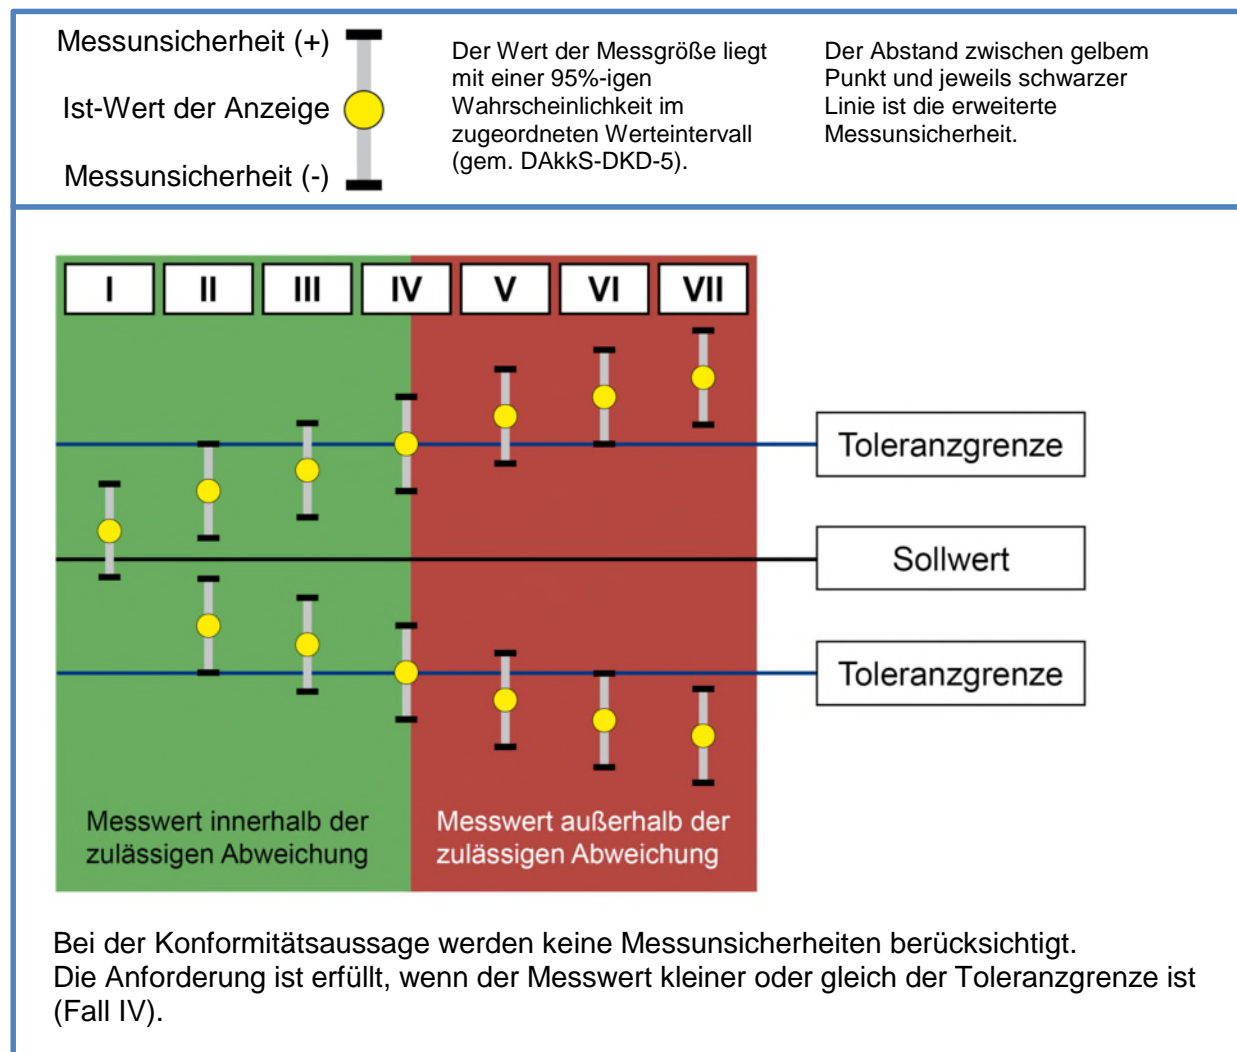 Messunsicherheit (+)
Ist-Wert der Anzeige
Messunsicherheit (-)
Der Wert der Messgröße liegt
mit einer 95%-igen
Wahrscheinlichkeit im
zugeordneten Werteintervall
(gem. DAkkS-DKD-5).
Der Abstand zwischen gelbem
Punkt und jeweils schwarzer
Linie ist die erweiterte
Messunsicherheit.
I II III IV V VI VII
Toleranzgrenze
Sollwert
Toleranzgrenze
Messwert innerhalb der
zulässigen Abweichung
Messwert außerhalb der
zulässigen Abweichung
Bei der Konformitätsaussage werden keine Messunsicherheiten berücksichtigt.
Die Anforderung ist erfüllt, wenn der Messwert kleiner oder gleich der Toleranzgrenze ist
(Fall IV).